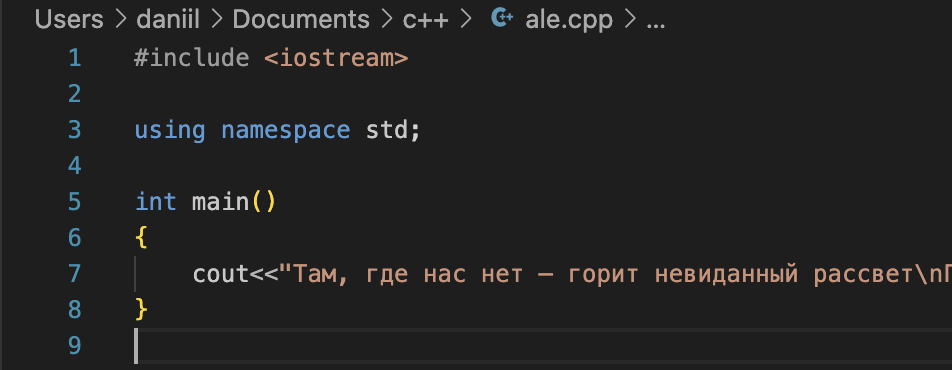 Users > daniil > Documents > c++ > ale.cpp > ...
1 #include <iostream>
2
3 using namespace std;
4
5 int main()
6 {
7 cout<<"Там, где нас нет – горит невиданный рассвет\n
8 }
9